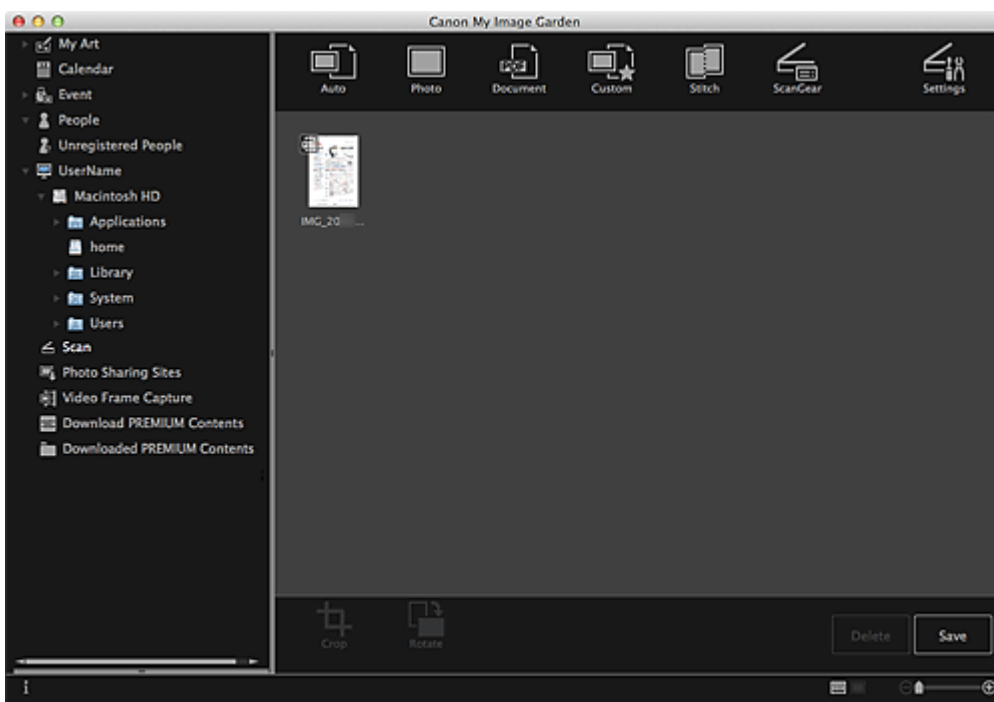 Canon My Image Garden
My Art
Calendar
Event
People
Unregistered People
UserName
Macintosh HD
Applications
home
Library
System
Users
Scan
Photo Sharing Sites
Video Frame Capture
Download PREMIUM Contents
Downloaded PREMIUM Contents
Auto Photo Document Custom Stitch ScanGear Settings
IMG_20 ...
Crop Rotate Delete Save